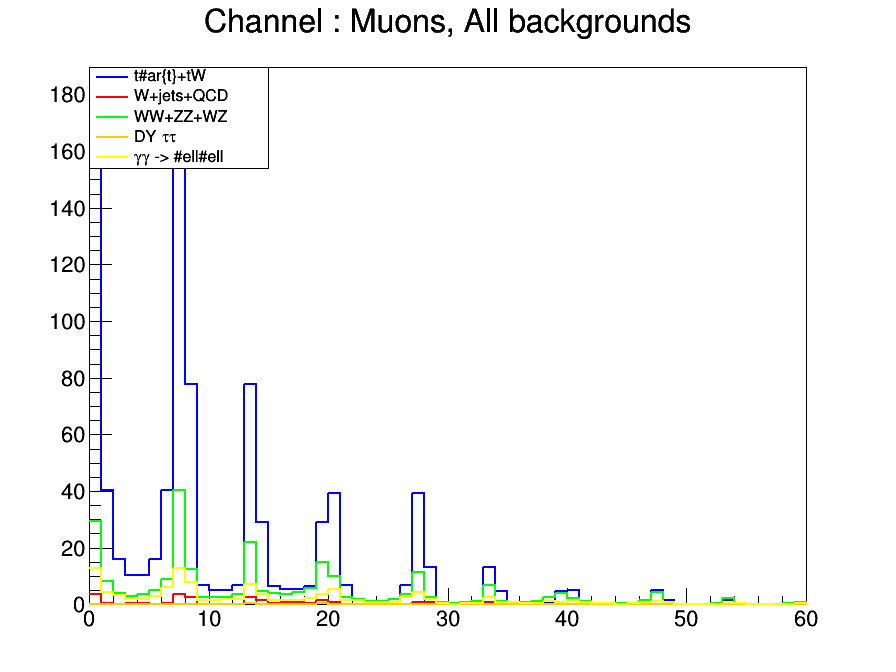 Channel : Muons, All backgrounds
t#ar{t}+tW
W+jets+QCD
WW+ZZ+WZ
DY ττ
γγ -> #ell#ell
180
160
140
120
100
80
60
40
20
0
0 10 20 30 40 50 60